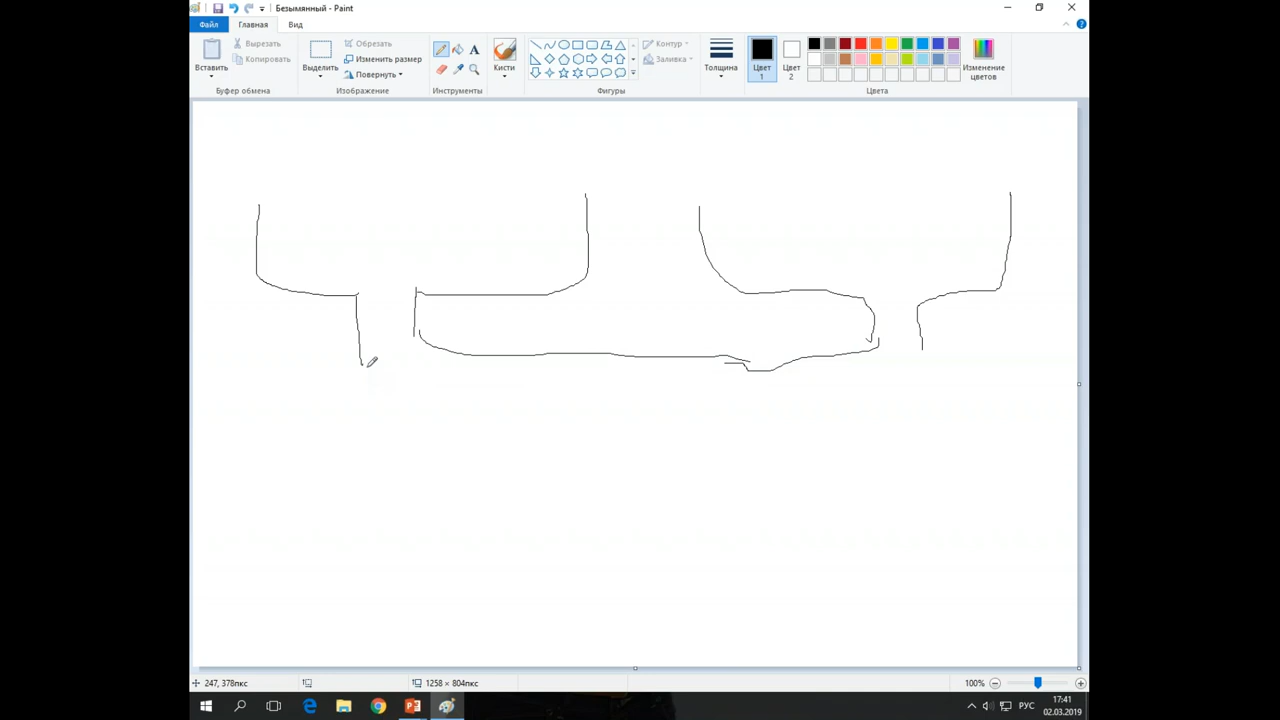 Безымянный - Paint
Файл Главная Вид
Вставить
Вырезать
Копировать
Буфер обмена
Выделить
Обрезать
Изменить размер
Повернуть
Изображение
A
Инструменты
Кисти
Контур
Заливка
Фигуры
Толщина
Цвет 1
Цвет 2
Изменение цветов
Цвета
247, 378пкс
1258 × 804пкс
100%
РУС
17:41
02.03.2019